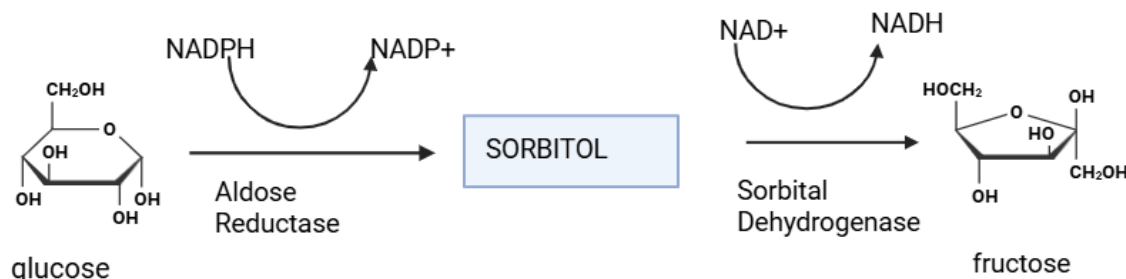 NADPH
NADP+
NAD+
NADH
CH₂OH
O
OH
OH
OH
OH
glucose
Aldose
Reductase
SORBITOL
Sorbital
Dehydrogenase
HOCH₂
O
OH
HO
CH₂OH
OH
fructose